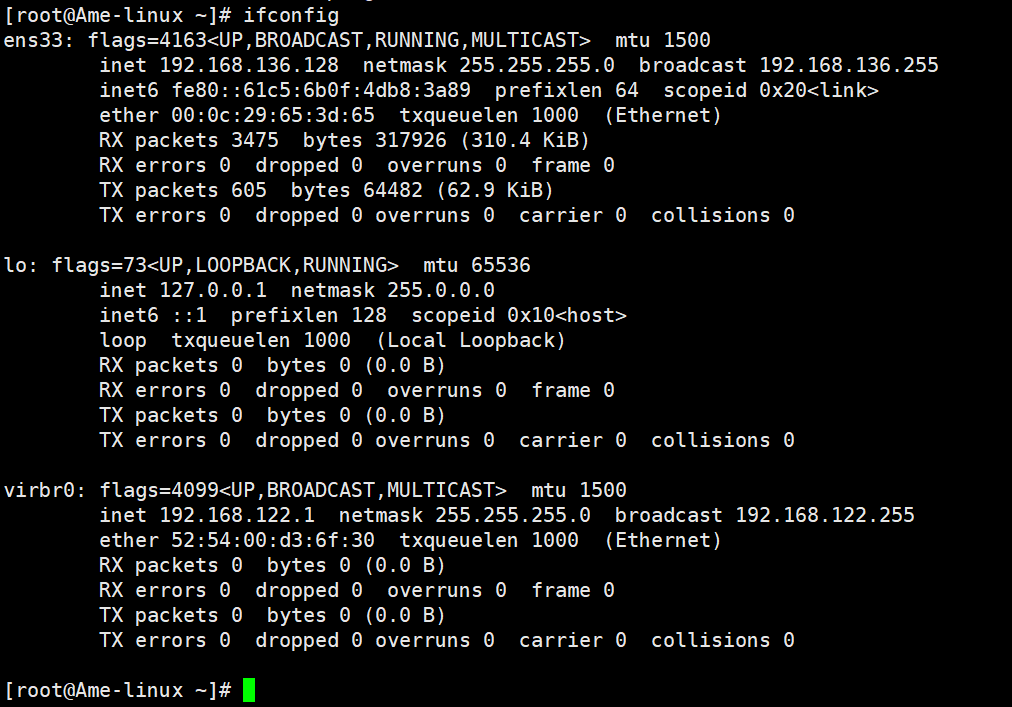 [root@Ame-linux ~]# ifconfig
ens33: flags=4163<UP,BROADCAST,RUNNING,MULTICAST>  mtu 1500
        inet 192.168.136.128  netmask 255.255.255.0  broadcast 192.168.136.255
        inet6 fe80::61c5:6b0f:4db8:3a89  prefixlen 64  scopeid 0x20<link>
        ether 00:0c:29:65:3d:65  txqueuelen 1000  (Ethernet)
        RX packets 3475  bytes 317926 (310.4 KiB)
        RX errors 0  dropped 0  overruns 0  frame 0
        TX packets 605  bytes 64482 (62.9 KiB)
        TX errors 0  dropped 0 overruns 0  carrier 0  collisions 0

lo: flags=73<UP,LOOPBACK,RUNNING>  mtu 65536
        inet 127.0.0.1  netmask 255.0.0.0
        inet6 ::1  prefixlen 128  scopeid 0x10<host>
        loop  txqueuelen 1000  (Local Loopback)
        RX packets 0  bytes 0 (0.0 B)
        RX errors 0  dropped 0  overruns 0  frame 0
        TX packets 0  bytes 0 (0.0 B)
        TX errors 0  dropped 0 overruns 0  carrier 0  collisions 0

virbr0: flags=4099<UP,BROADCAST,MULTICAST>  mtu 1500
        inet 192.168.122.1  netmask 255.255.255.0  broadcast 192.168.122.255
        ether 52:54:00:d3:6f:30  txqueuelen 1000  (Ethernet)
        RX packets 0  bytes 0 (0.0 B)
        RX errors 0  dropped 0  overruns 0  frame 0
        TX packets 0  bytes 0 (0.0 B)
        TX errors 0  dropped 0 overruns 0  carrier 0  collisions 0

[root@Ame-linux ~]#